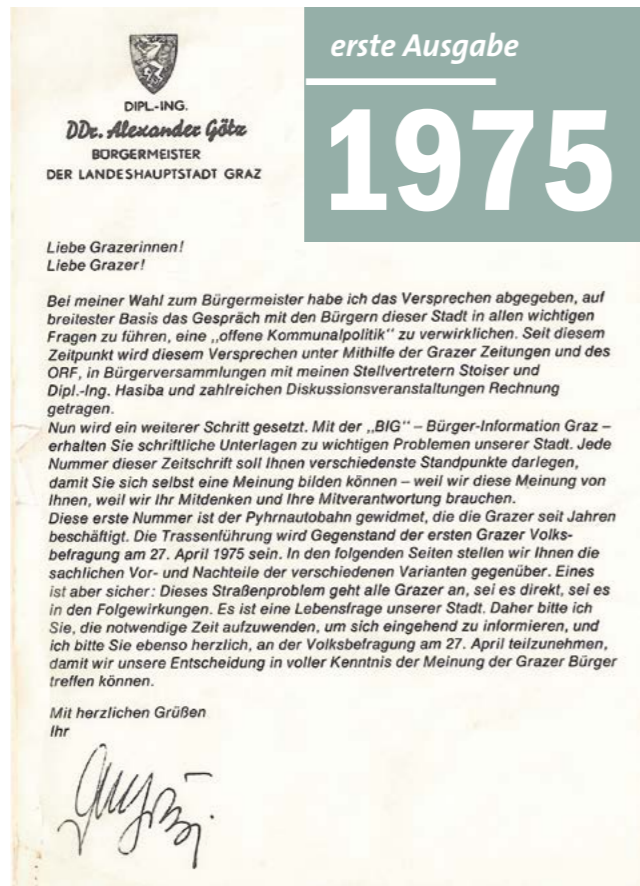 erste Ausgabe
1975
DIPL.-ING.
DDr. Alexander Götz
BÜRGERMEISTER
DER LANDESHAUPTSTADT GRAZ
Liebe Grazerinnen!
Liebe Grazer!
Bei meiner Wahl zum Bürgermeister habe ich das Versprechen abgegeben, auf
breitester Basis das Gespräch mit den Bürgern dieser Stadt in allen wichtigen
Fragen zu führen, eine „offene Kommunalpolitik“ zu verwirklichen. Seit diesem
Zeitpunkt wird diesem Versprechen unter Mithilfe der Grazer Zeitungen und des
ORF, in Bürgerversammlungen mit meinen Stellvertretern Stoiser und
Dipl.-Ing. Hasiba und zahlreichen Diskussionsveranstaltungen Rechnung
getragen.
Nun wird ein weiterer Schritt gesetzt. Mit der „BIG“ – Bürger-Information Graz –
erhalten Sie schriftliche Unterlagen zu wichtigen Problemen unserer Stadt. Jede
Nummer dieser Zeitschrift soll Ihnen verschiedenste Standpunkte darlegen,
damit Sie sich selbst eine Meinung bilden können – weil wir diese Meinung von
Ihnen, weil wir Ihr Mitdenken und Ihre Mitverantwortung brauchen.
Diese erste Nummer ist der Pyhrnautobahn gewidmet, die die Grazer seit Jahren
beschäftigt. Die Trassenführung wird Gegenstand der ersten Grazer Volks-
befragung am 27. April 1975 sein. In den folgenden Seiten stellen wir Ihnen die
sachlichen Vor- und Nachteile der verschiedenen Varianten gegenüber. Eines
ist aber sicher: Dieses Straßenproblem geht alle Grazer an, sei es direkt, sei es
in den Folgewirkungen. Es ist eine Lebensfrage unserer Stadt. Daher bitte ich
Sie, die notwendige Zeit aufzuwenden, um sich eingehend zu informieren, und
ich bitte Sie ebenso herzlich, an der Volksbefragung am 27. April teilzunehmen,
damit wir unsere Entscheidung in voller Kenntnis der Meinung der Grazer Bürger
treffen können.
Mit herzlichen Grüßen
Ihr